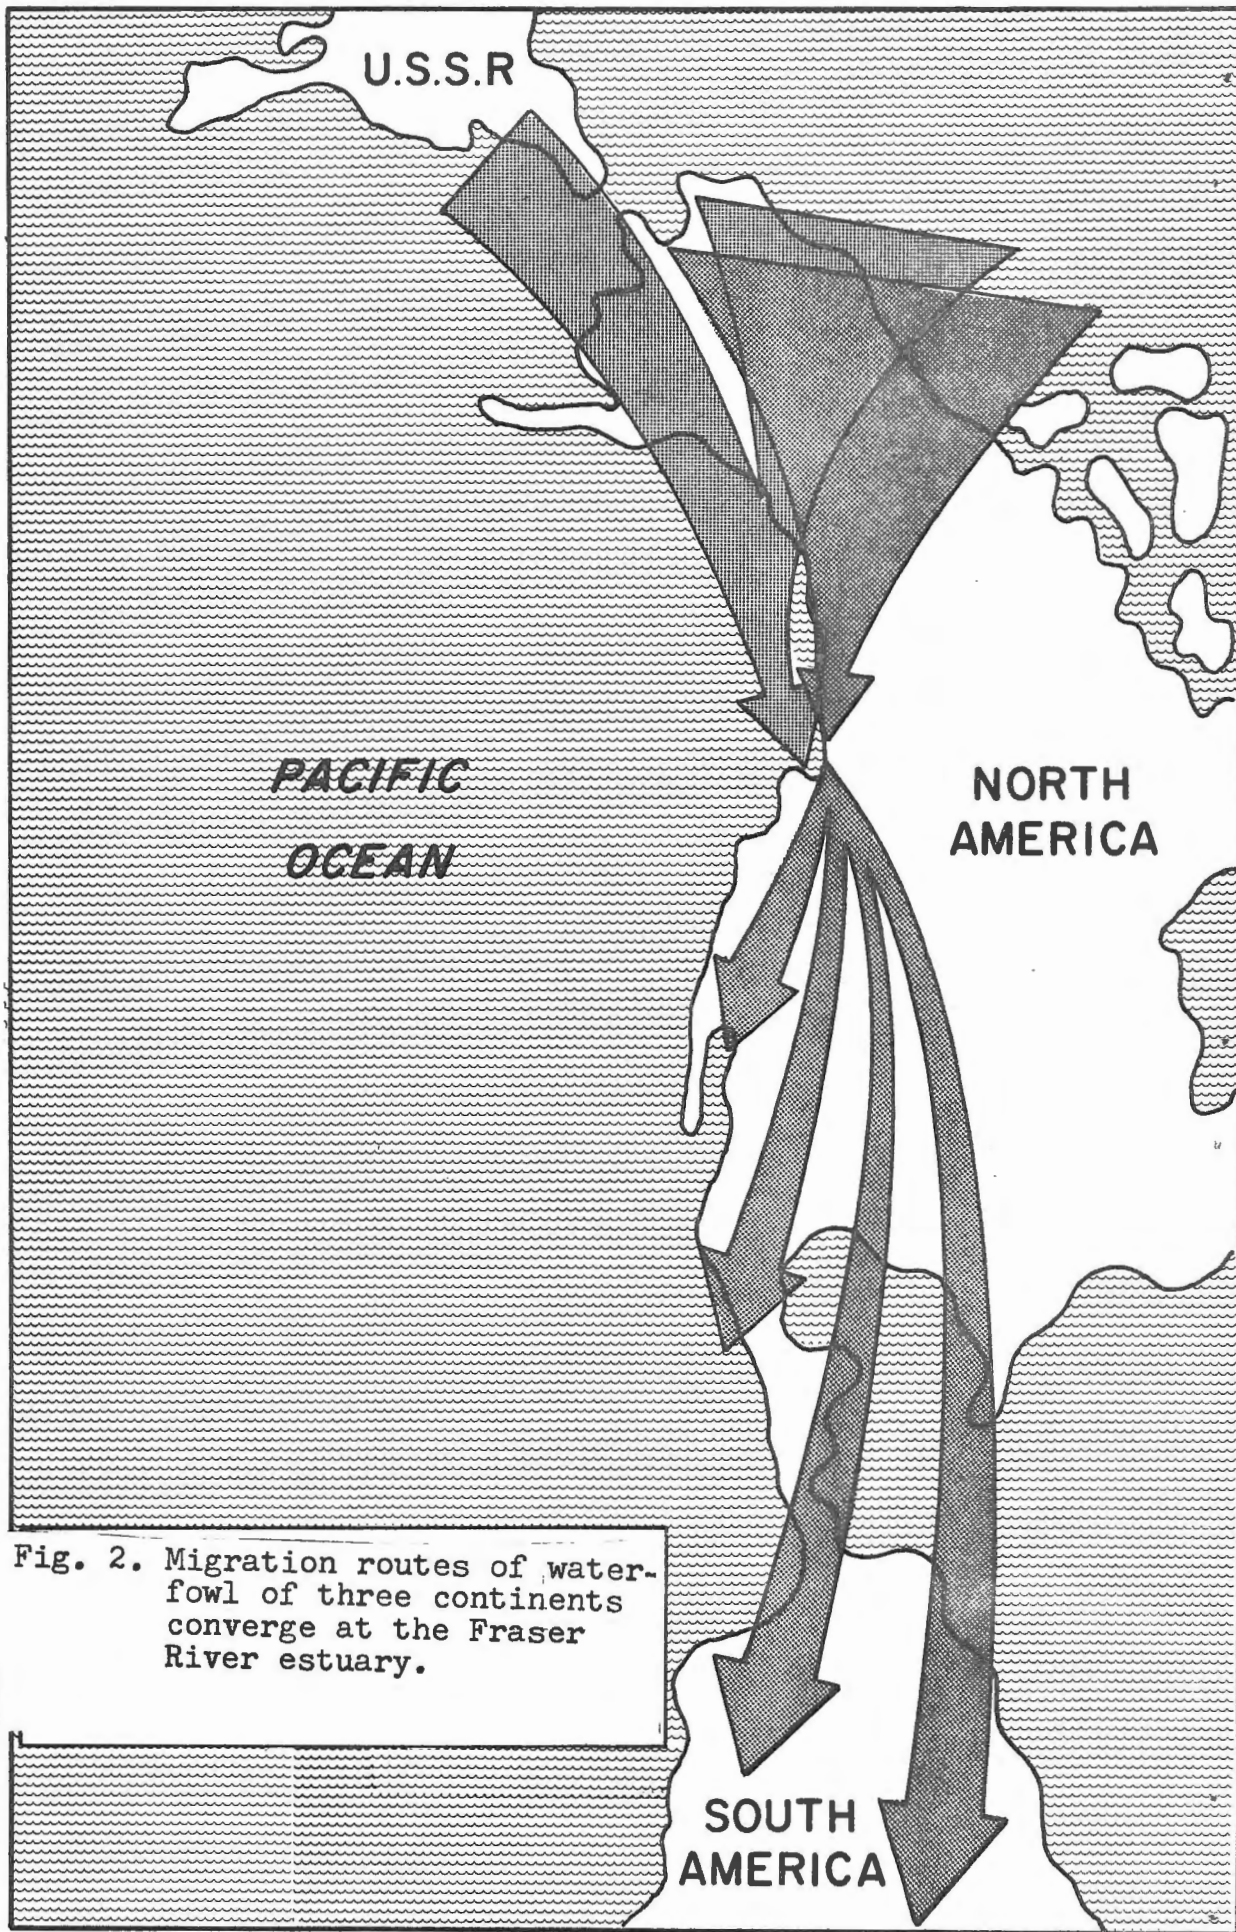 U.S.S.R
PACIFIC
OCEAN
NORTH
AMERICA
Fig. 2. Migration routes of water-
fowl of three continents
converge at the Fraser
River estuary.
SOUTH
AMERICA